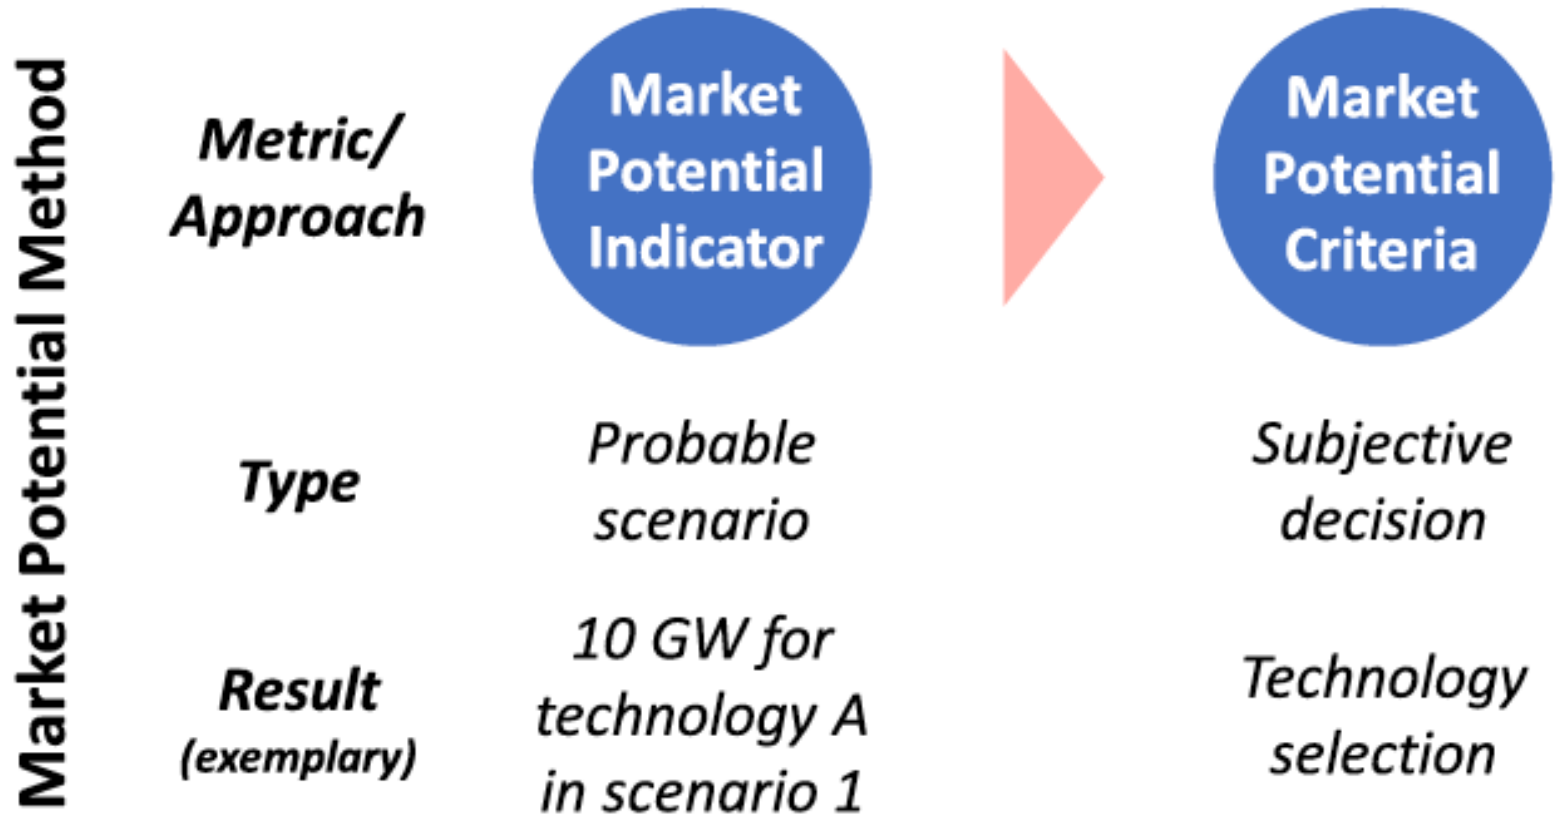 Market Potential Method
Metric/
Approach
Market
Potential
Indicator
Market
Potential
Criteria
Type
Probable
scenario
Subjective
decision
Result
(exemplary)
10 GW for
technology A
in scenario 1
Technology
selection